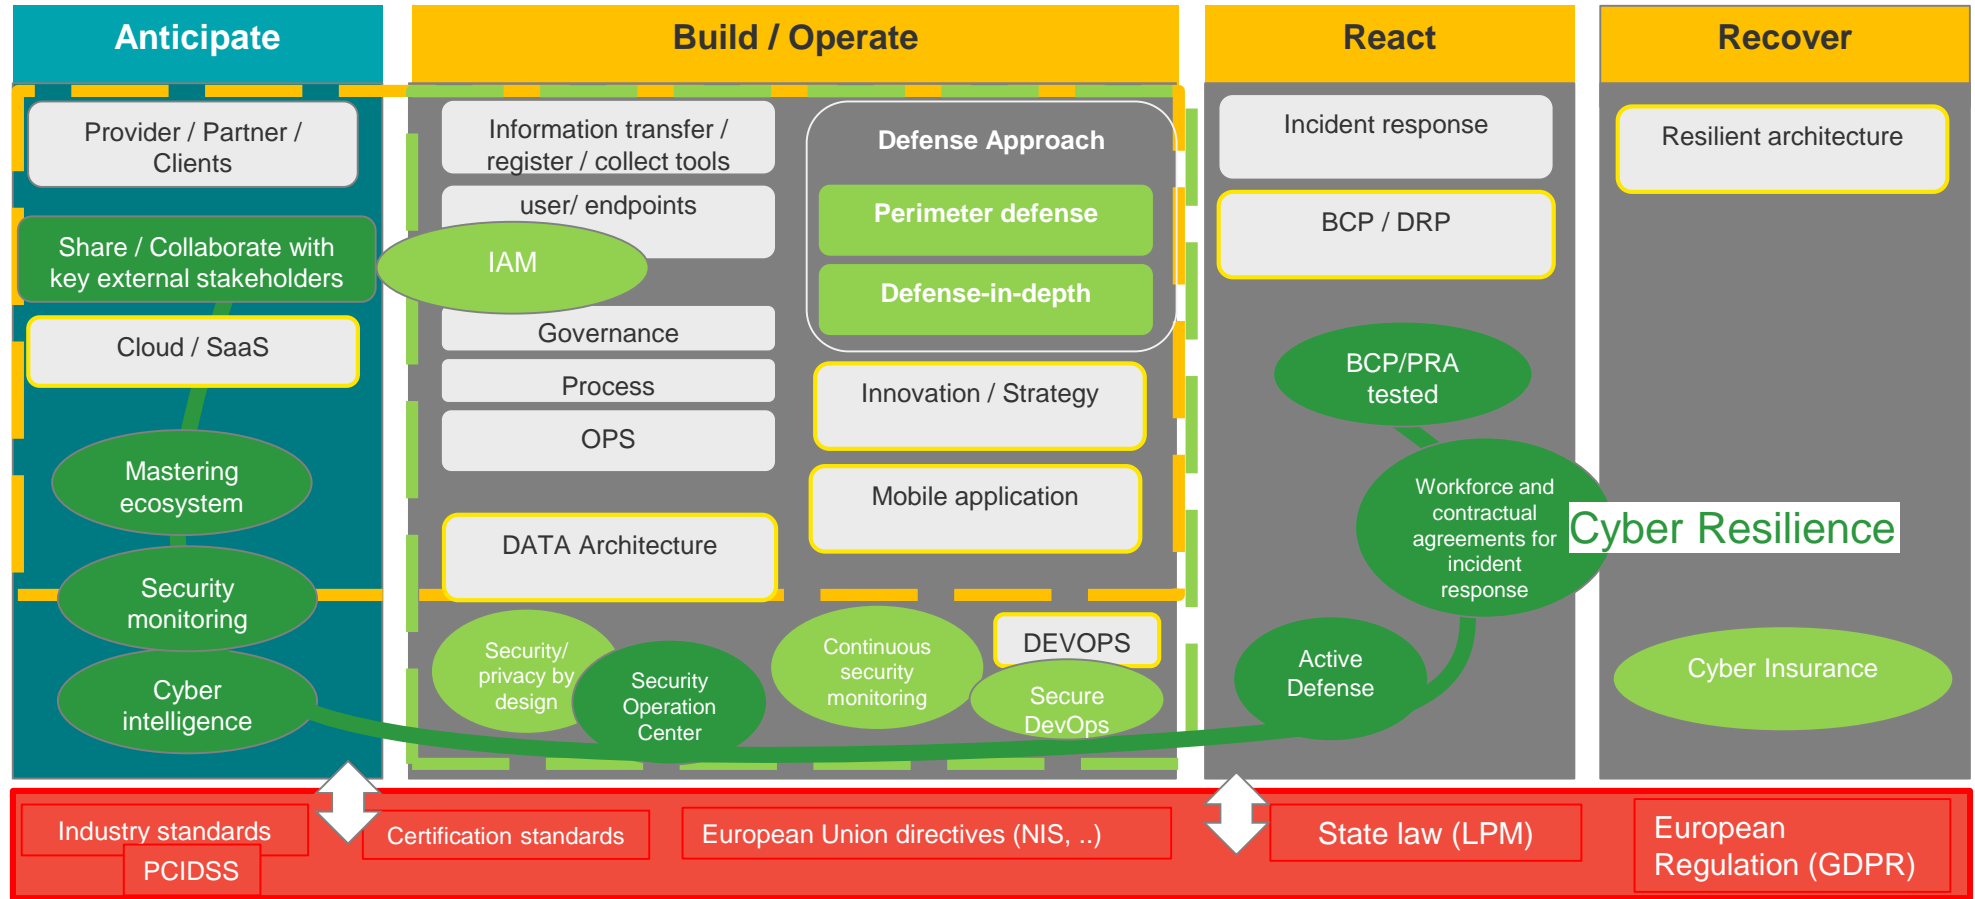 Anticipate
Build / Operate
React
Recover
Provider / Partner /
Clients
Share / Collaborate with
key external stakeholders
Cloud / SaaS
Mastering
ecosystem
Security
monitoring
Cyber
intelligence
Information transfer /
register / collect tools
user/ endpoints
IAM
Governance
Process
OPS
DATA Architecture
Defense Approach
Perimeter defense
Defense-in-depth
Innovation / Strategy
Mobile application
Security/
privacy by
design
Security
Operation
Center
Continuous
security
monitoring
DEVOPS
Secure
DevOps
Incident response
BCP / DRP
BCP/PRA
tested
Workforce and
contractual
agreements for
incident
response
Active
Defense
Resilient architecture
Cyber Resilience
Cyber Insurance
Industry standards
PCIDSS
Certification standards
European Union directives (NIS, ..)
State law (LPM)
European
Regulation (GDPR)